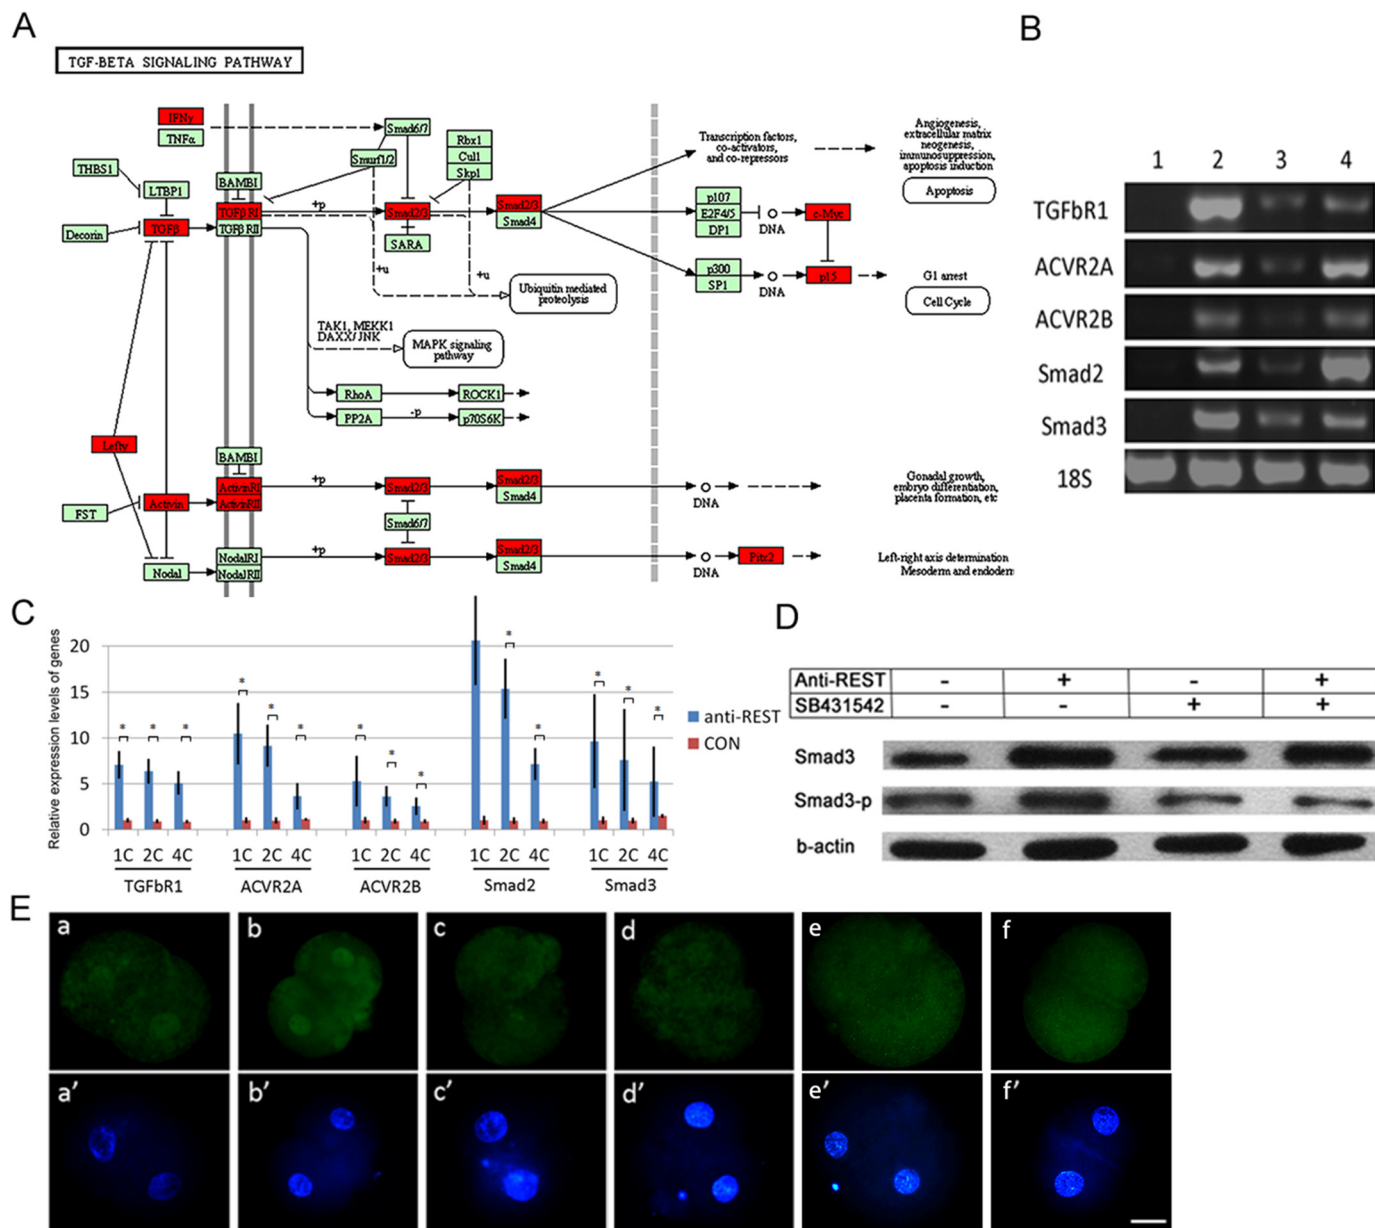 A
TGF-BETA SIGNALING PATHWAY
IFNγ
TNFα
THBS1
LTBP1
Decorin
TGFβ
BAMBI
TGFβ RI
TGFβ RII
Smad6/7
Smurf1/2
Rbx1
Cul1
Skp1
+p
Smad2/3
SARA
Smad2/3
Smad4
+u
+u
Ubiquitin mediated
proteolysis
TAK1, MEKK1
DAXX/JNK
MAPK signaling
pathway
RhoA
ROCK1
PP2A
-p
p70S6K
Transcription factors,
co-activators,
and co-repressors
Angiogenesis,
extracellular matrix
neogenesis,
immunosuppression,
apoptosis induction
Apoptosis
p107
E2F4/5
DP1
DNA
c-Myc
p300
SP1
DNA
p15
G1 arrest
Cell Cycle
Lefty
FST
Activin
BAMBI
ActivinRI
ActivinRII
+p
Smad2/3
Smad2/3
Smad4
DNA
Gonadal growth,
embryo differentiation,
placenta formation, etc
Smad6/7
Nodal
NodalRI
NodalRII
+p
Smad2/3
Smad2/3
Smad4
DNA
Pitx2
Left-right axis determination
Mesoderm and endoderm
B
1 2 3 4
TGFbR1
ACVR2A
ACVR2B
Smad2
Smad3
18S
C
Relative expression levels of genes
20
10
5
0
* * * * * * * * * * * * * *
1C 2C 4C 1C 2C 4C 1C 2C 4C 1C 2C 4C 1C 2C 4C
TGFbR1 ACVR2A ACVR2B Smad2 Smad3
anti-REST
CON
D
Anti-REST - + - +
SB431542 - - + +
Smad3
Smad3-p
b-actin
E
a b c d e f
a' b' c' d' e' f'